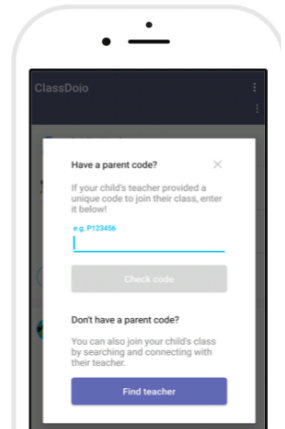 ClassDojo
Have a parent code?
If your child's teacher provided a
unique code to join their class, enter
it below!
e.g. P123456
Check code
Don't have a parent code?
You can also join your child's class
by searching and connecting with
their teacher.
Find teacher